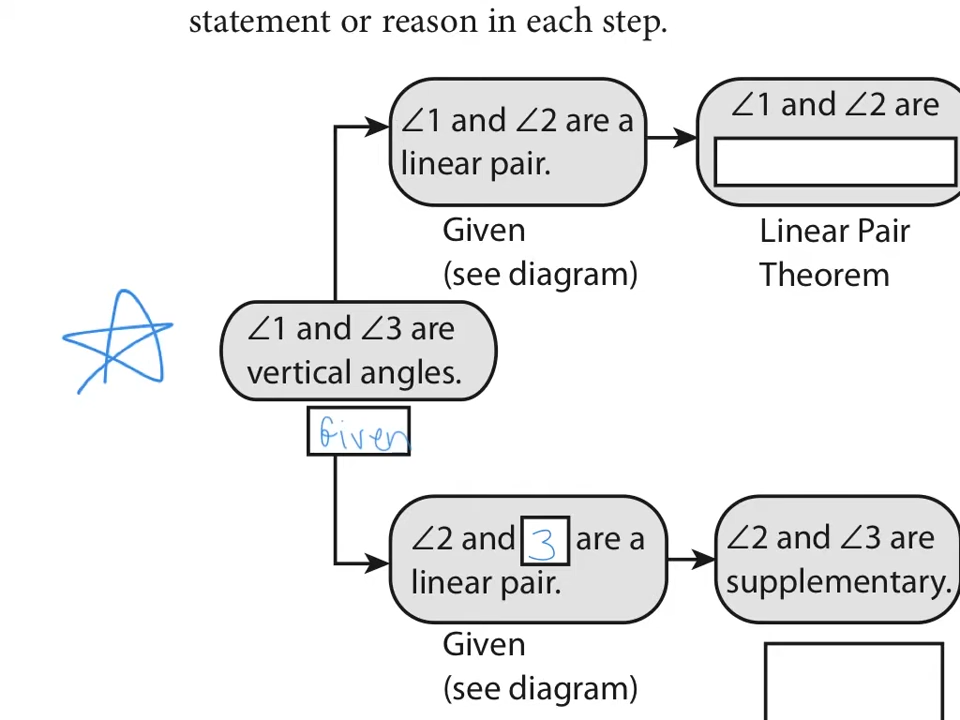 statement or reason in each step.
∠1 and ∠2 are a
linear pair.
Given
(see diagram)
∠1 and ∠2 are
Linear Pair
Theorem
∠1 and ∠3 are
vertical angles.
Given
∠2 and 3 are a
linear pair.
Given
(see diagram)
∠2 and ∠3 are
supplementary.